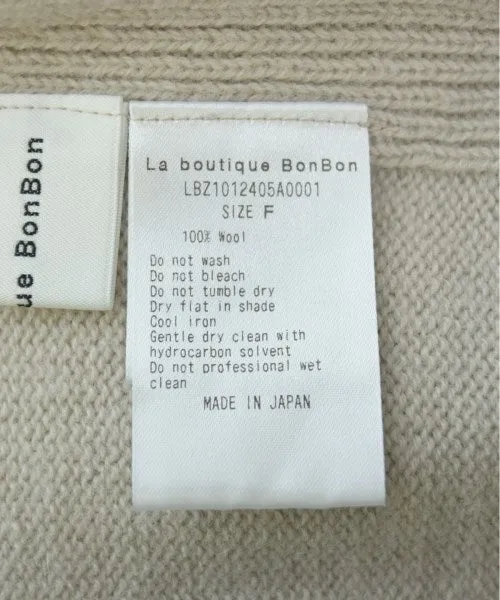 ue BonBon
La boutique BonBon
LBZ1012405A0001
SIZE F
100% Wool
Do not wash
Do not bleach
Do not tumble dry
Dry flat in shade
Cool iron
Gentle dry clean with
hydrocarbon solvent
Do not professional wet
clean
MADE IN JAPAN